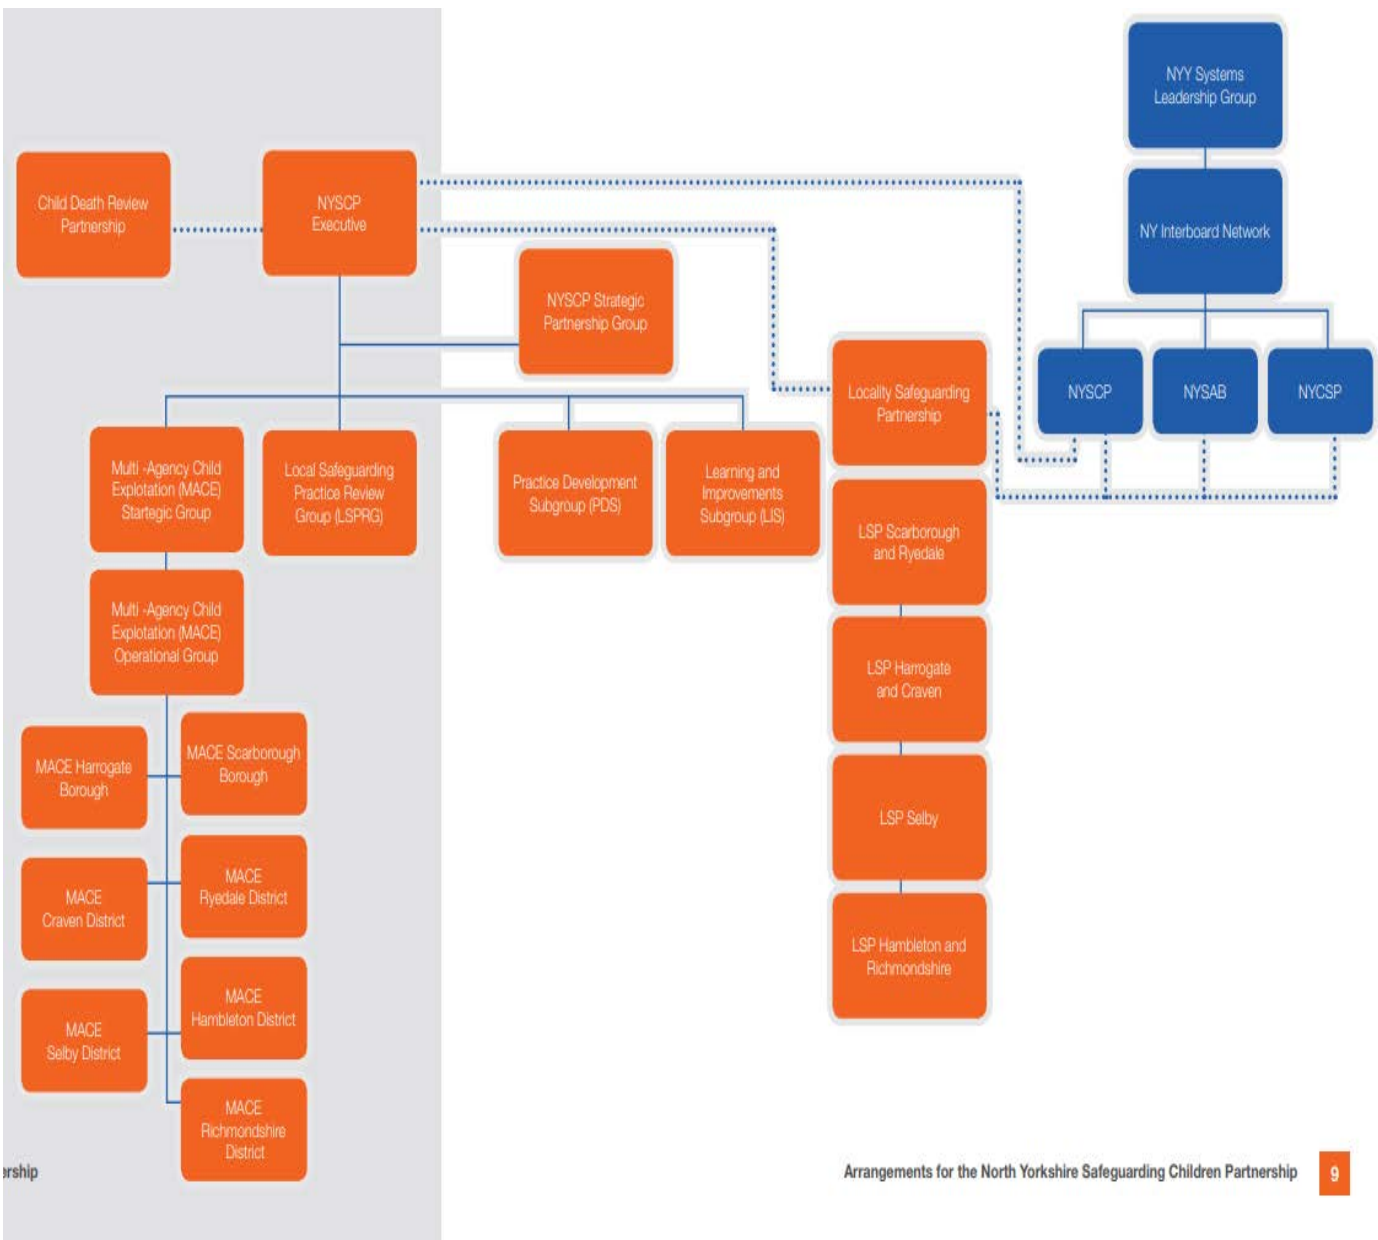 NYY Systems
Leadership Group
Child Death Review
Partnership
NYSCP
Executive
NY Interboard Network
NYSCP Strategic
Partnership Group
Locality Safeguarding
Partnership
NYSCP
NYSAB
NYCSP
Multi -Agency Child
Explotation (MACE)
Startegic Group
Local Safeguarding
Practice Review
Group (LSPRG)
Practice Development
Subgroup (PDS)
Learning and
Improvements
Subgroup (LIS)
LSP Scarborough
and Ryedale
Multi -Agency Child
Explotation (MACE)
Operational Group
LSP Harrogate
and Craven
MACE Harrogate
Borough
MACE Scarborough
Borough
LSP Selby
MACE
Craven District
MACE
Ryedale District
LSP Hambleton and
Richmondshire
MACE
Selby District
MACE
Hambleton District
MACE
Richmondshire
District
ership
Arrangements for the North Yorkshire Safeguarding Children Partnership
9